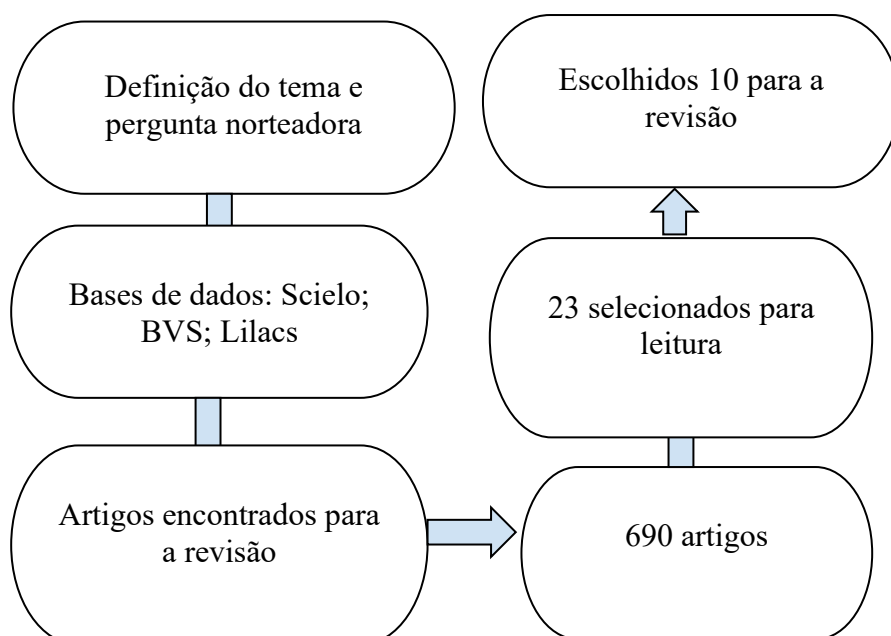 Definição do tema e
pergunta norteadora
Bases de dados: Scielo;
BVS; Lilacs
Artigos encontrados para
a revisão
690 artigos
23 selecionados para
leitura
Escolhidos 10 para a
revisão